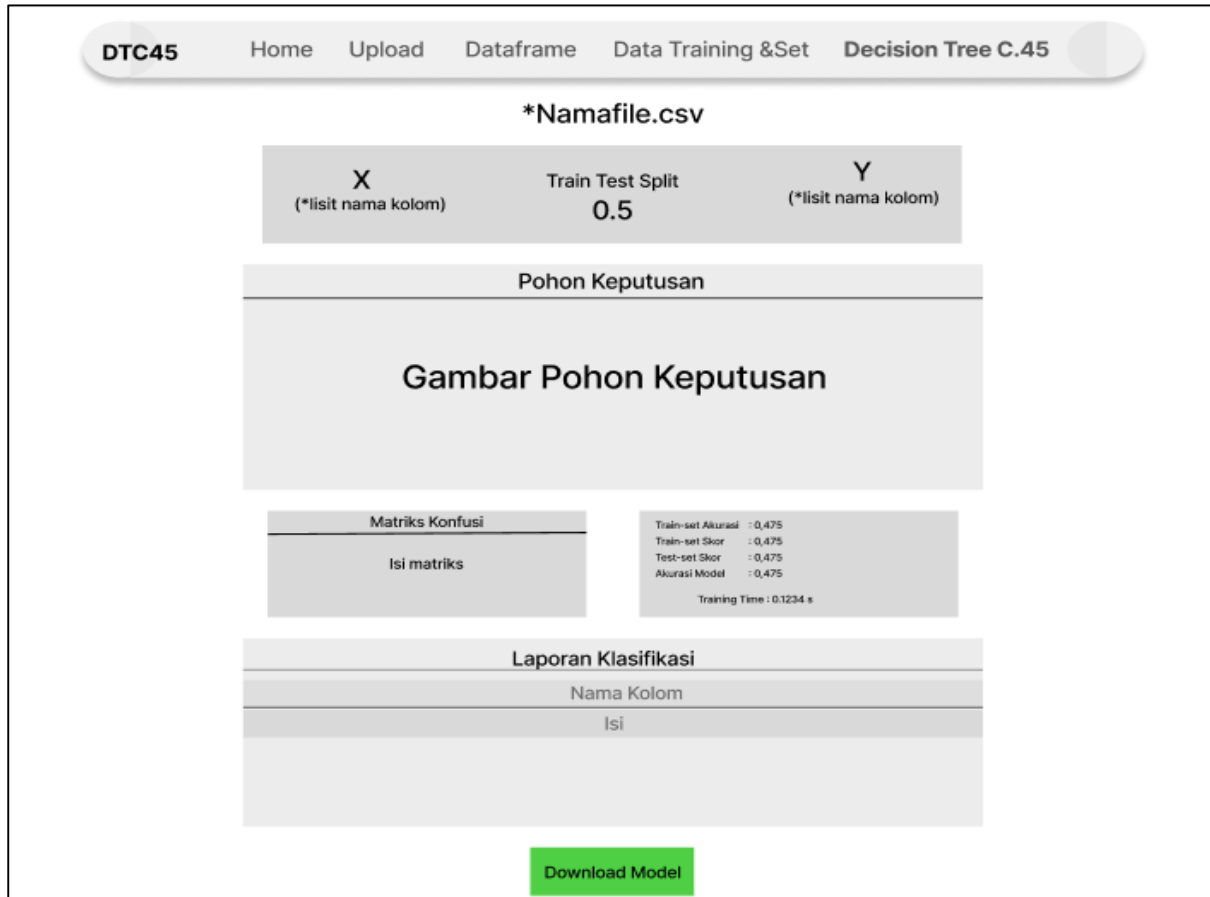 DTC45 Home Upload Dataframe Data Training &Set Decision Tree C.45
*Namafile.csv
X
(*lisit nama kolom)
Train Test Split
0.5
Y
(*lisit nama kolom)
Pohon Keputusan
Gambar Pohon Keputusan
Matriks Konfusi
Isi matriks
Train-set Akurasi : 0,475
Train-set Skor : 0,475
Test-set Skor : 0,475
Akurasi Model : 0,475
Training Time : 0.1234 s
Laporan Klasifikasi
Nama Kolom
Isi
Download Model